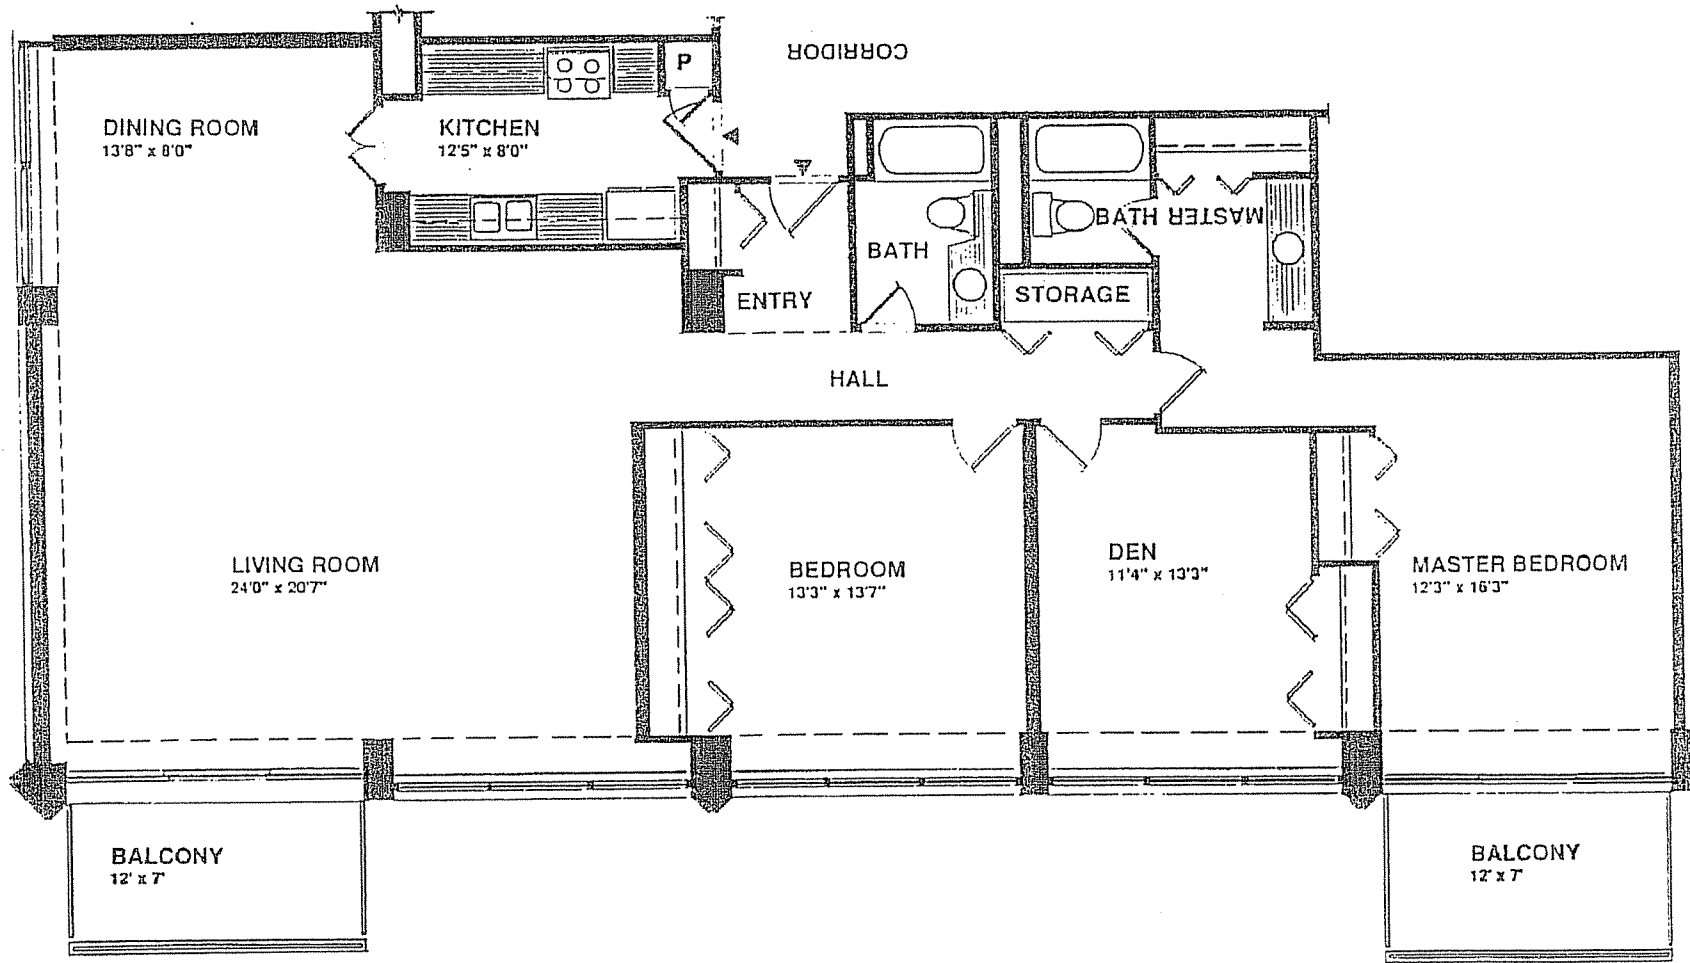 CORRIDOR
P
DINING ROOM
13'8" x 8'0"
KITCHEN
12'5" x 8'0"
BATH
MASTER BATH
ENTRY
STORAGE
HALL
LIVING ROOM
24'0" x 20'7"
BEDROOM
13'3" x 13'7"
DEN
11'4" x 13'3"
MASTER BEDROOM
12'3" x 16'3"
BALCONY
12' x 7'
BALCONY
12' x 7'